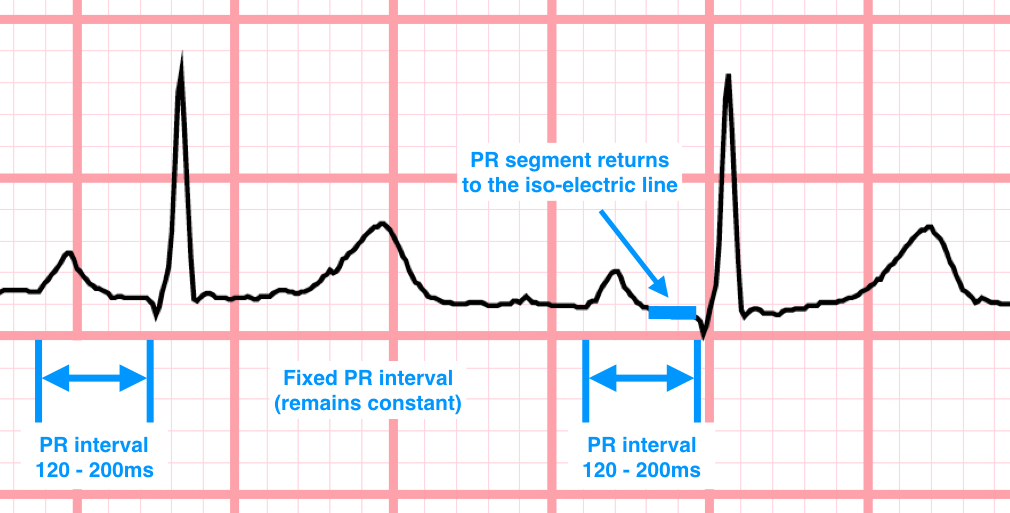 PR segment returns
to the iso-electric line
Fixed PR interval
(remains constant)
PR interval
120 - 200ms
PR interval
120 - 200ms